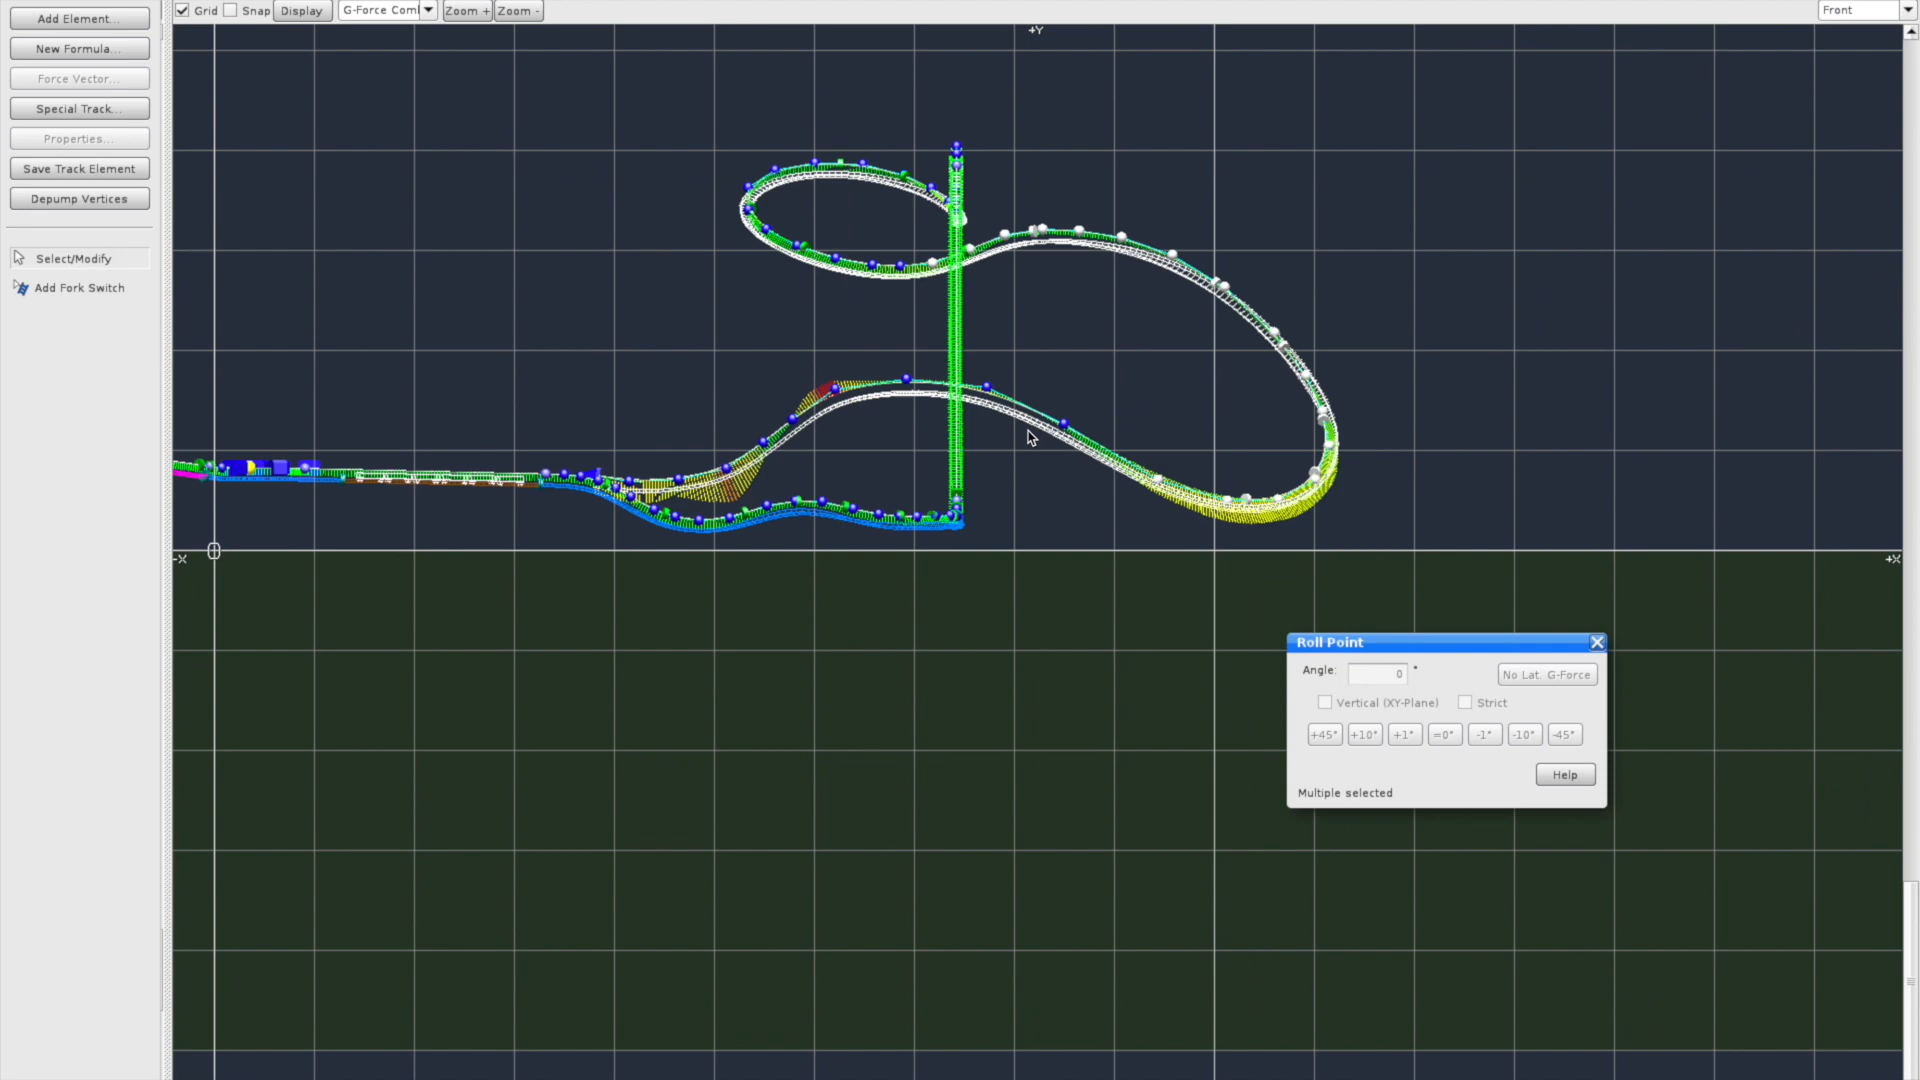 Add Element...
New Formula...
Force Vector...
Special Track...
Properties...
Save Track Element
Depump Vertices
Select/Modify
Add Fork Switch
Grid Snap Display G-Force Com Zoom + Zoom - Front
+Y
-X 0 +X
Roll Point
Angle: 0 ° No Lat. G-Force
Vertical (XY-Plane) Strict
+45° +10° +1° =0° -1° -10° -45°
Help
Multiple selected